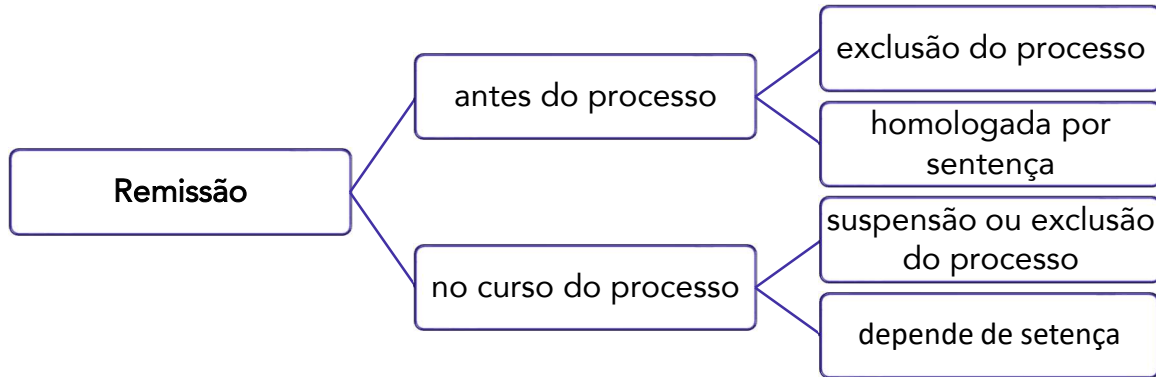 Remissão
antes do processo
exclusão do processo
homologada por
sentença
no curso do processo
suspensão ou exclusão
do processo
depende de setença